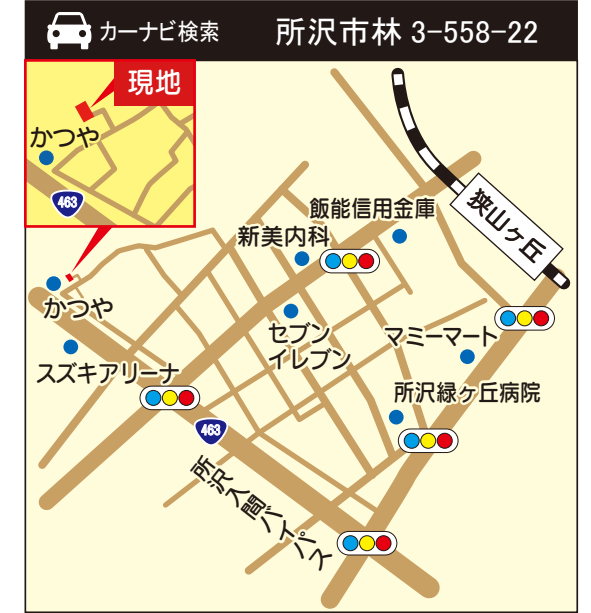 カーナビ検索 所沢市林 3-558-22
現地
かつや
463
飯能信用金庫
新美内科
狭山ヶ丘
かつや
セブン
イレブン
マミーマート
スズキアリーナ
所沢緑ヶ丘病院
463
所沢入間バイパス